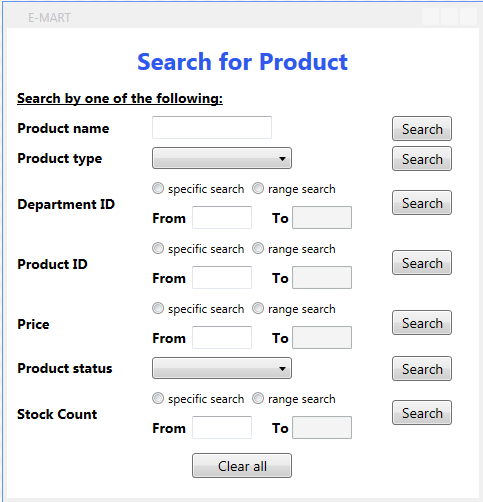 E-MART
Search for Product
Search by one of the following:
Product name Search
Product type Search
specific search range search
Department ID Search
From To
specific search range search
Product ID Search
From To
specific search range search
Price Search
From To
Product status Search
specific search range search
Stock Count Search
From To
Clear all